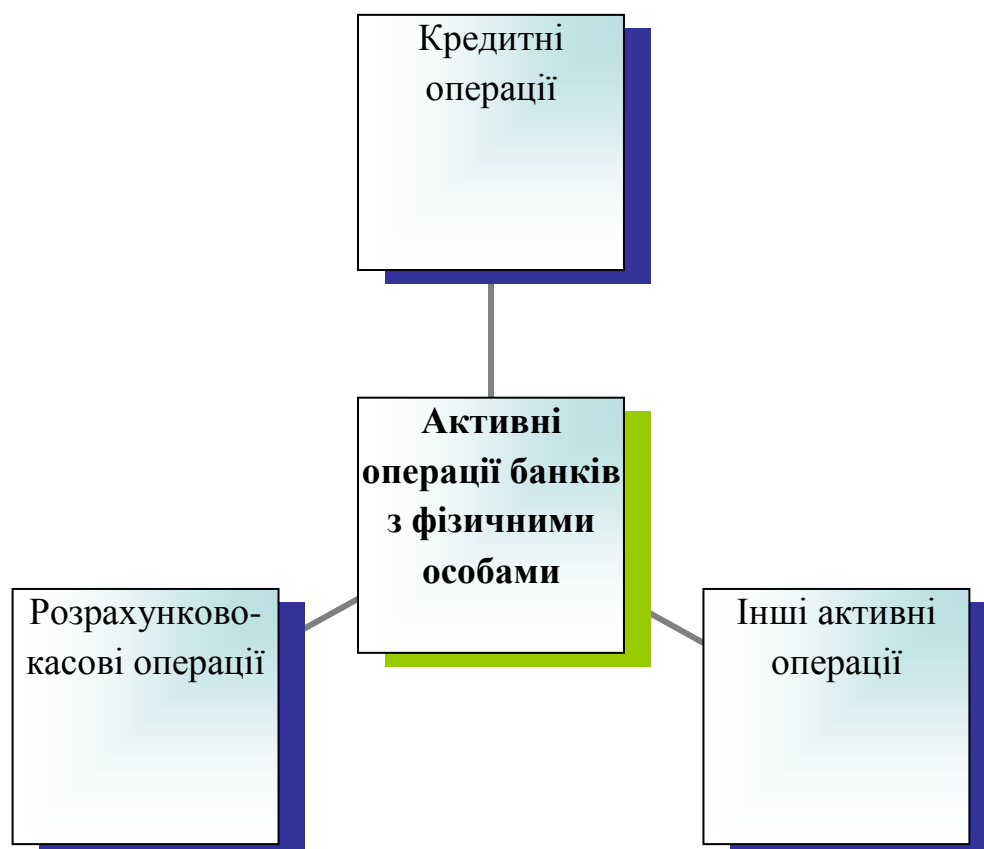 Кредитні
операції
Активні
операції банків
з фізичними
особами
Розрахунково-
касові операції
Інші активні
операції